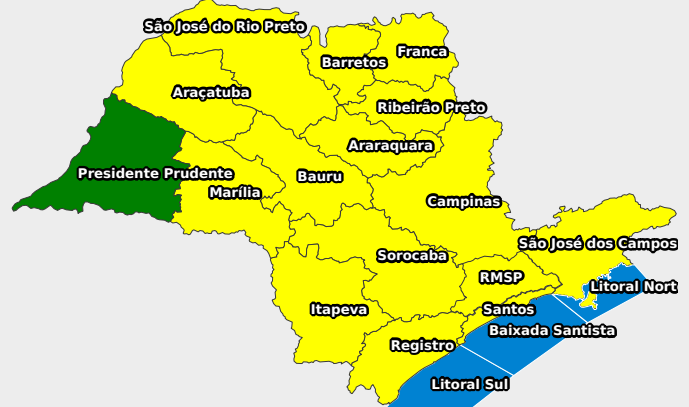 São José do Rio Preto
Franca
Barretos
Araçatuba
Ribeirão Preto
Araraquara
Presidente Prudente
Bauru
Marília
Campinas
São José dos Campos
Sorocaba
RMSP
Litoral Nort
Itapeva
Santos
Baixada Santista
Registro
Litoral Sul